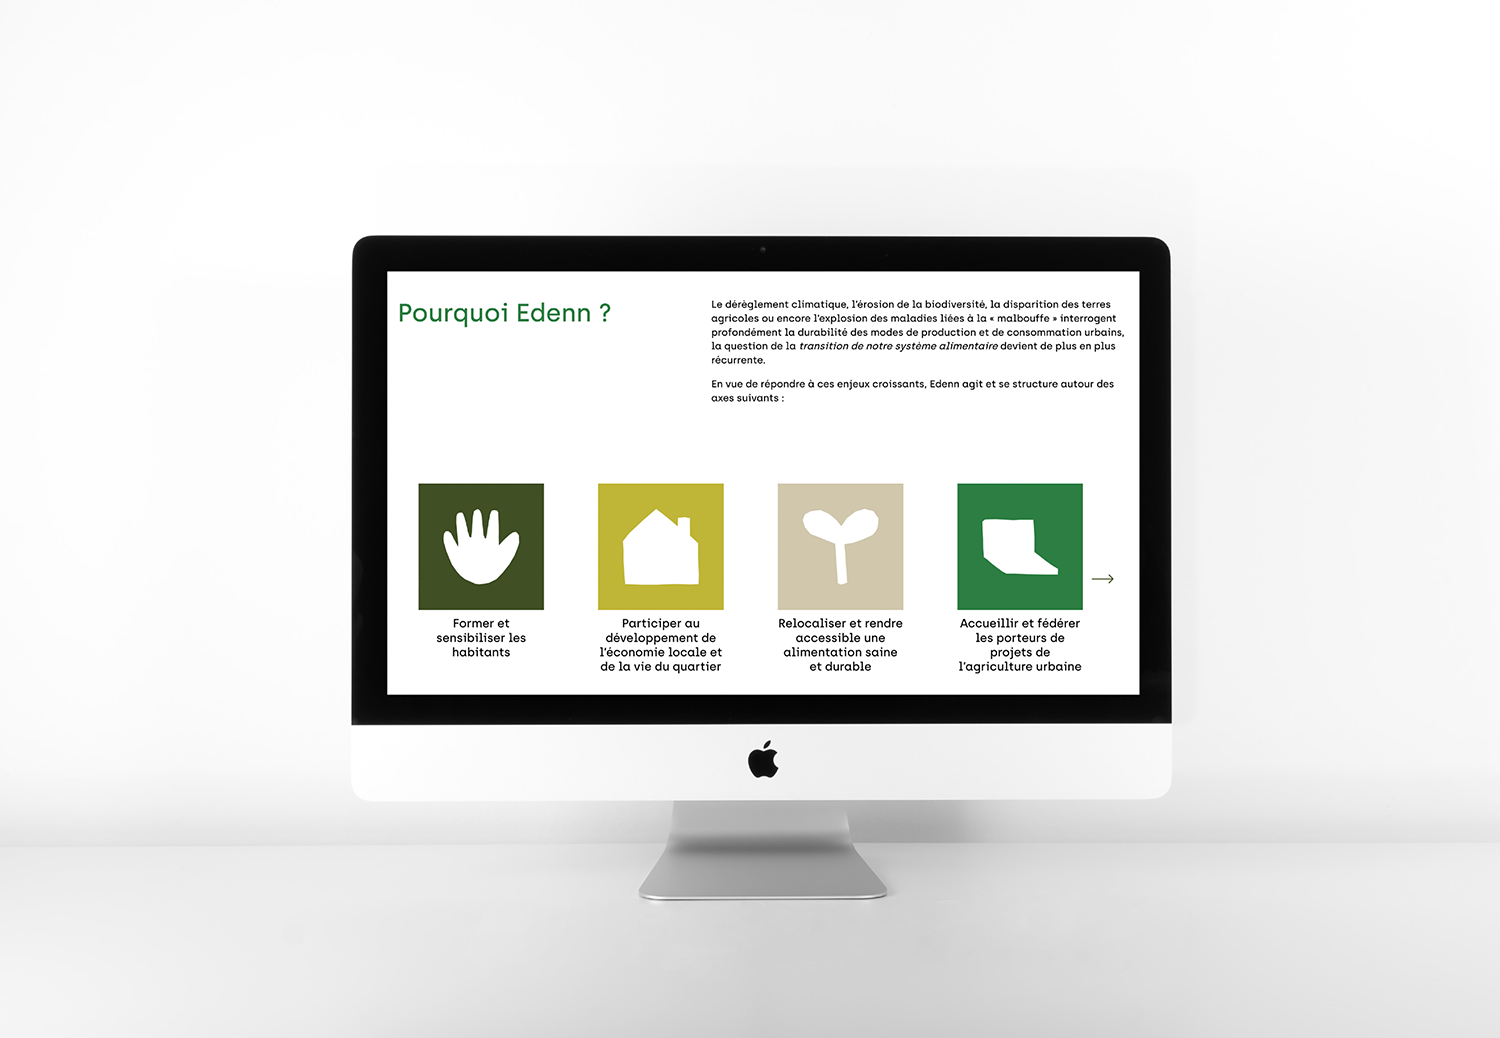 Pourquoi Edenn ?
Le dérèglement climatique, l'érosion de la biodiversité, la disparition des terres
agricoles ou encore l'explosion des maladies liées à la « malbouffe » interrogent
profondément la durabilité des modes de production et de consommation urbains,
la question de la transition de notre système alimentaire devient de plus en plus
récurrente.
En vue de répondre à ces enjeux croissants, Edenn agit et se structure autour des
axes suivants :
Former et
sensibiliser les
habitants
Participer au
développement de
l'économie locale et
de la vie du quartier
Relocaliser et rendre
accessible une
alimentation saine
et durable
Accueillir et fédérer
les porteurs de
projets de
l'agriculture urbaine